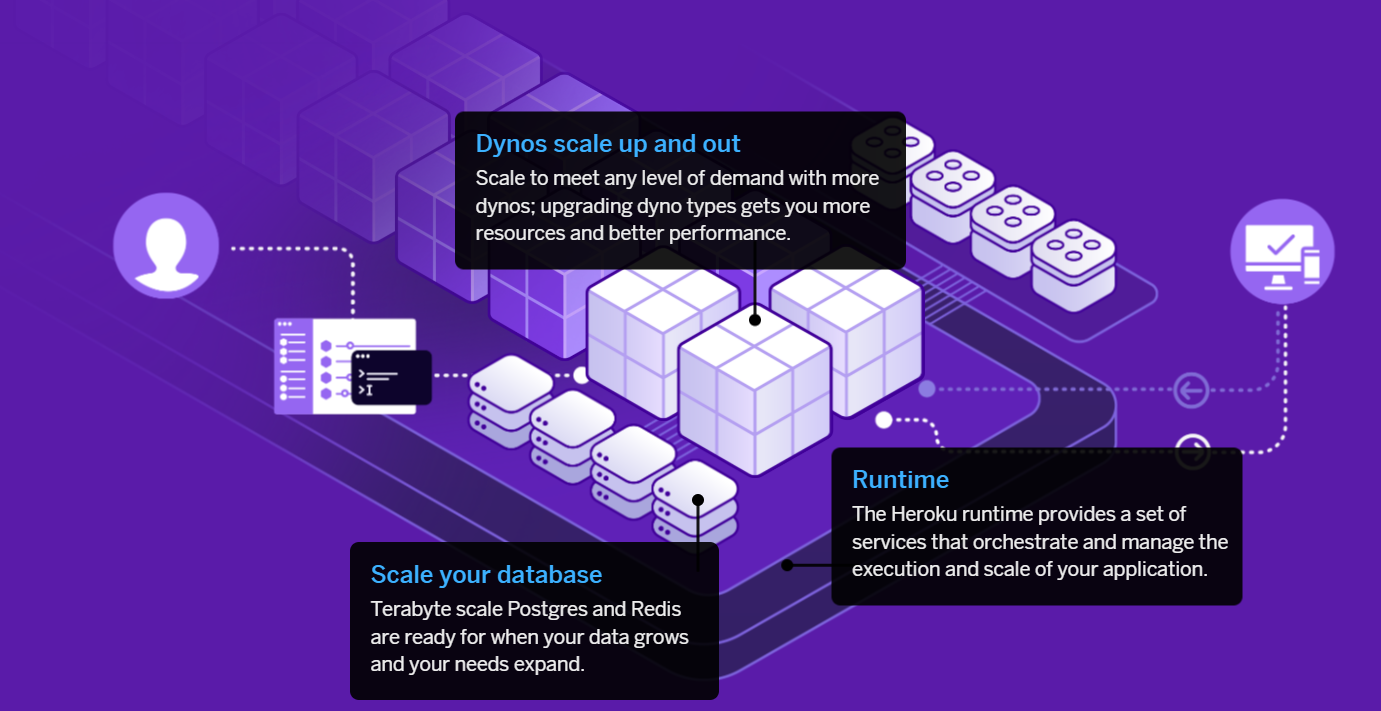 Dynos scale up and out
Scale to meet any level of demand with more
dynos; upgrading dyno types gets you more
resources and better performance.
Runtime
The Heroku runtime provides a set of
services that orchestrate and manage the
execution and scale of your application.
Scale your database
Terabyte scale Postgres and Redis
are ready for when your data grows
and your needs expand.